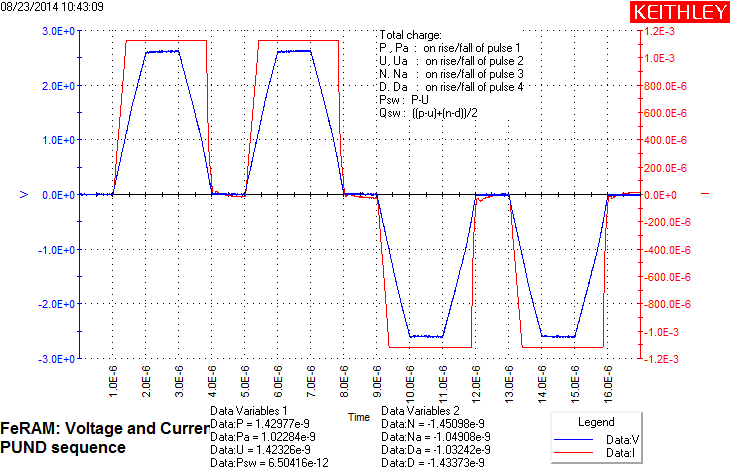 08/23/2014 10:43:09
KEITHLEY
Total charge:
P , Pa : on rise/fall of pulse 1
U, Ua : on rise/fall of pulse 2
N. Na : on rise/fall of pulse 3
D. Da : on rise/fall of pulse 4
Psw : P-U
Qsw : ((p-u)+(n-d))/2
3.0E+0
2.0E+0
1.0E+0
0.0E+0
-1.0E+0
-2.0E+0
-3.0E+0
V
1.2E-3
1.0E-3
800.0E-6
600.0E-6
400.0E-6
200.0E-6
0.0E+0
-200.0E-6
-400.0E-6
-600.0E-6
-800.0E-6
-1.0E-3
-1.2E-3
I
1.0E-6
2.0E-6
3.0E-6
4.0E-6
5.0E-6
6.0E-6
7.0E-6
8.0E-6
9.0E-6
10.0E-6
11.0E-6
12.0E-6
13.0E-6
14.0E-6
15.0E-6
16.0E-6
Time
FeRAM: Voltage and Currer
PUND sequence
Data Variables 1
Data:P = 1.42977e-9
Data:Pa = 1.02284e-9
Data:U = 1.42326e-9
Data:Psw = 6.50416e-12
Data Variables 2
Data:N = -1.45098e-9
Data:Na = -1.04908e-9
Data:Da = -1.03242e-9
Data:D = -1.43373e-9
Legend
Data:V
Data:I